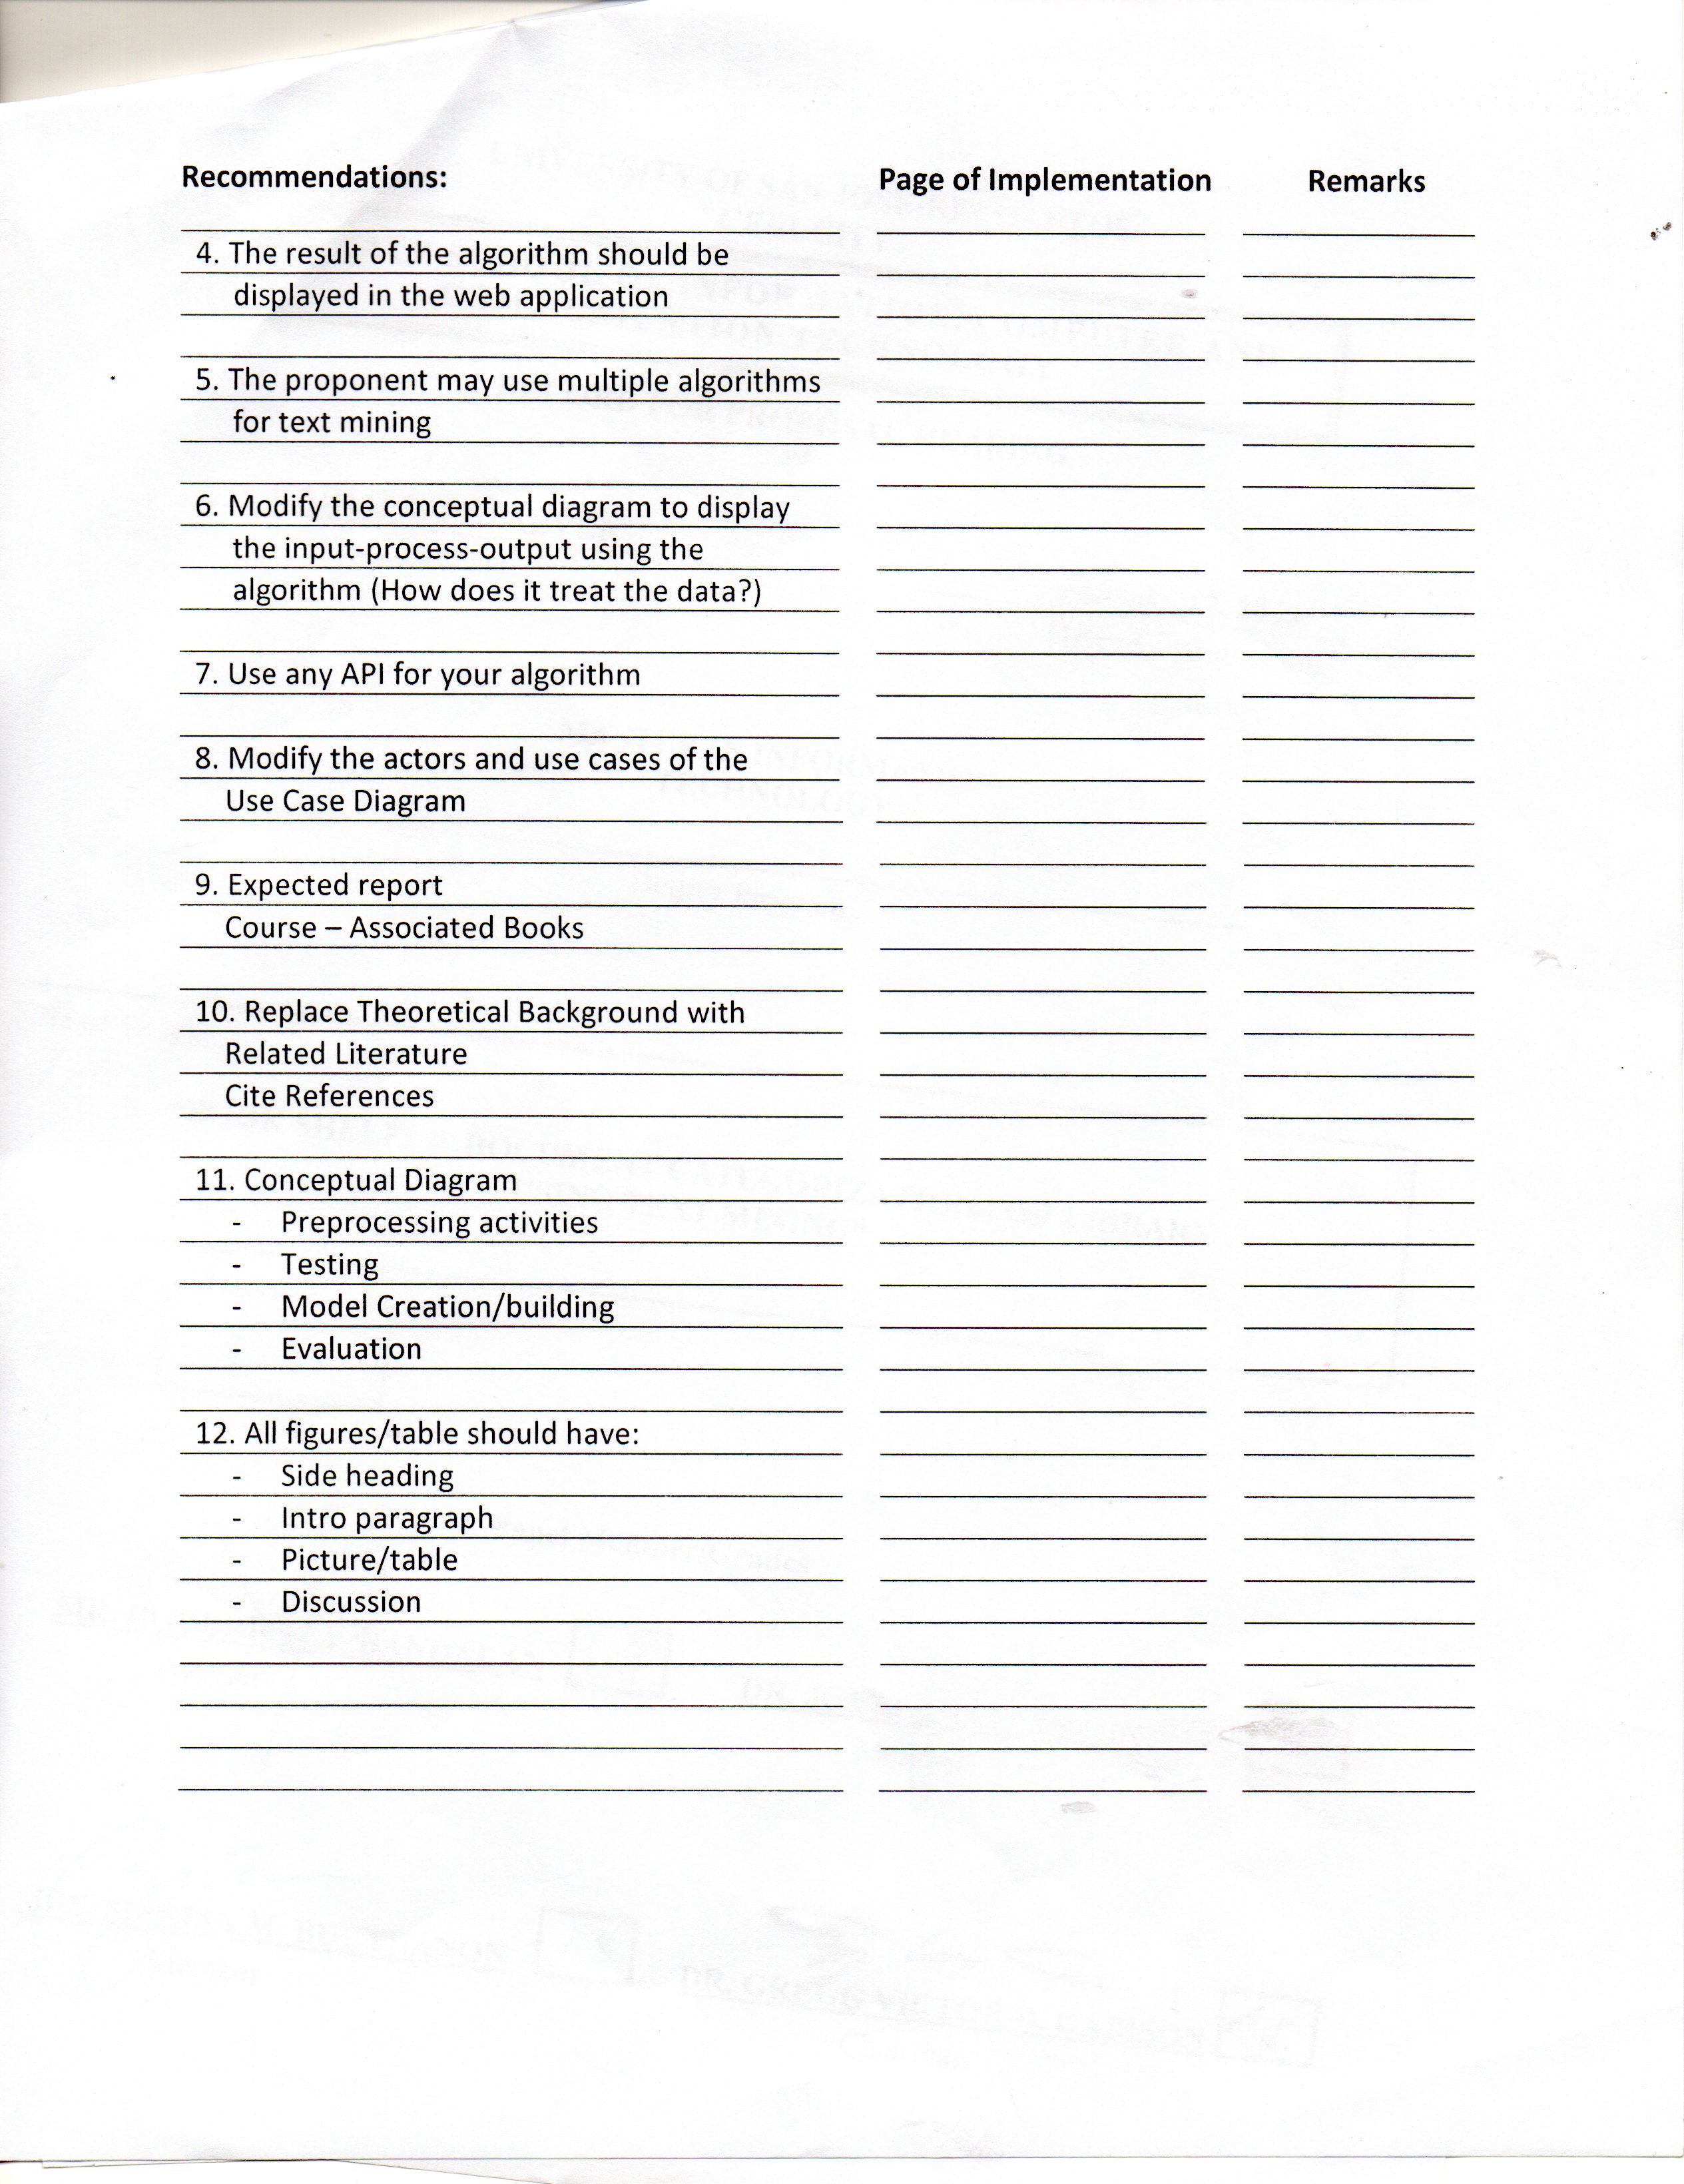 Recommendations: Page of Implementation Remarks
4. The result of the algorithm should be
displayed in the web application
5. The proponent may use multiple algorithms
for text mining
6. Modify the conceptual diagram to display
the input-process-output using the
algorithm (How does it treat the data?)
7. Use any API for your algorithm
8. Modify the actors and use cases of the
Use Case Diagram
9. Expected report
Course – Associated Books
10. Replace Theoretical Background with
Related Literature
Cite References
11. Conceptual Diagram
- Preprocessing activities
- Testing
- Model Creation/building
- Evaluation
12. All figures/table should have:
- Side heading
- Intro paragraph
- Picture/table
- Discussion